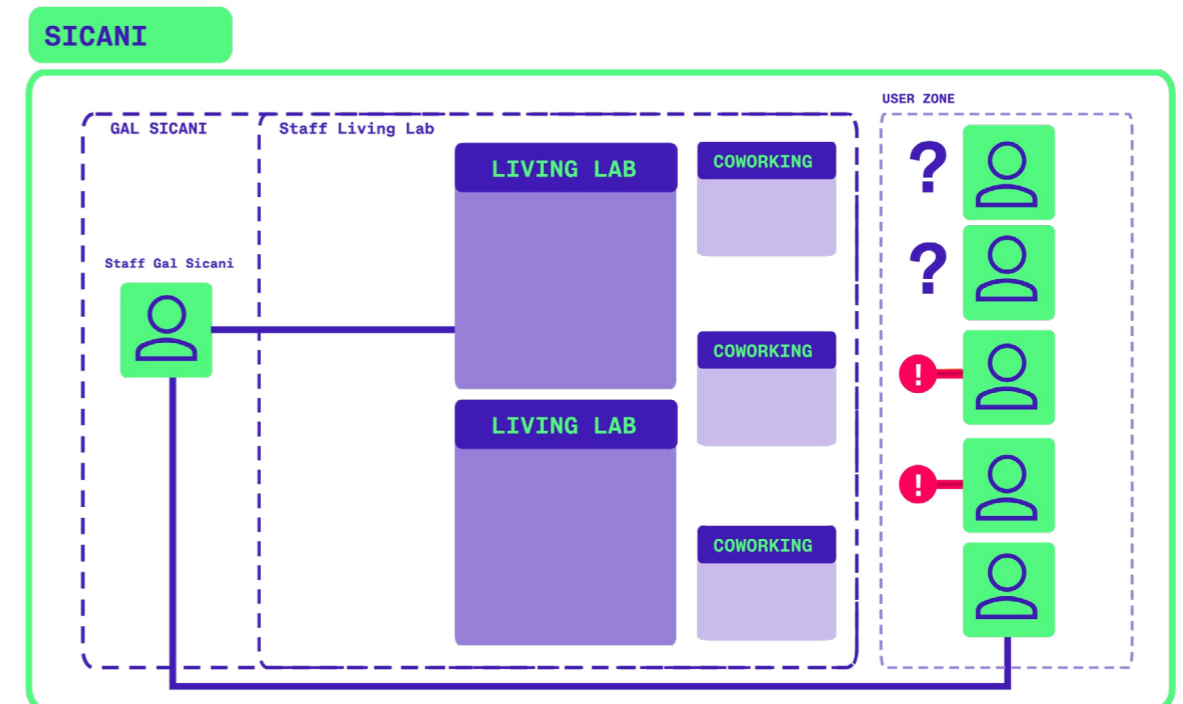 SICANI
USER ZONE
GAL SICANI
Staff Living Lab
LIVING LAB
COWORKING
?
Staff Gal Sicani
?
COWORKING
!
LIVING LAB
!
COWORKING